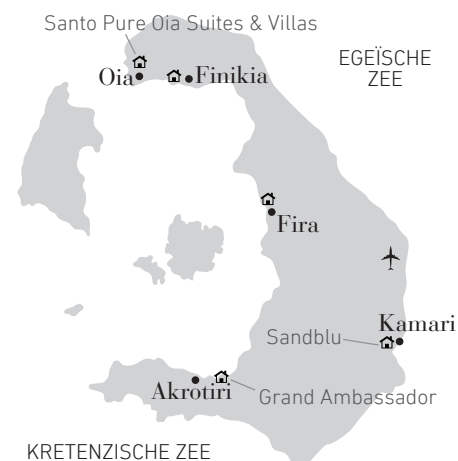 Santo Pure Oia Suites & Villas
EGEÏSCHE
ZEE
Oia
Finikia
Fira
Kamari
Sandblu
Akrotiri
Grand Ambassador
KRETENZISCHE ZEE